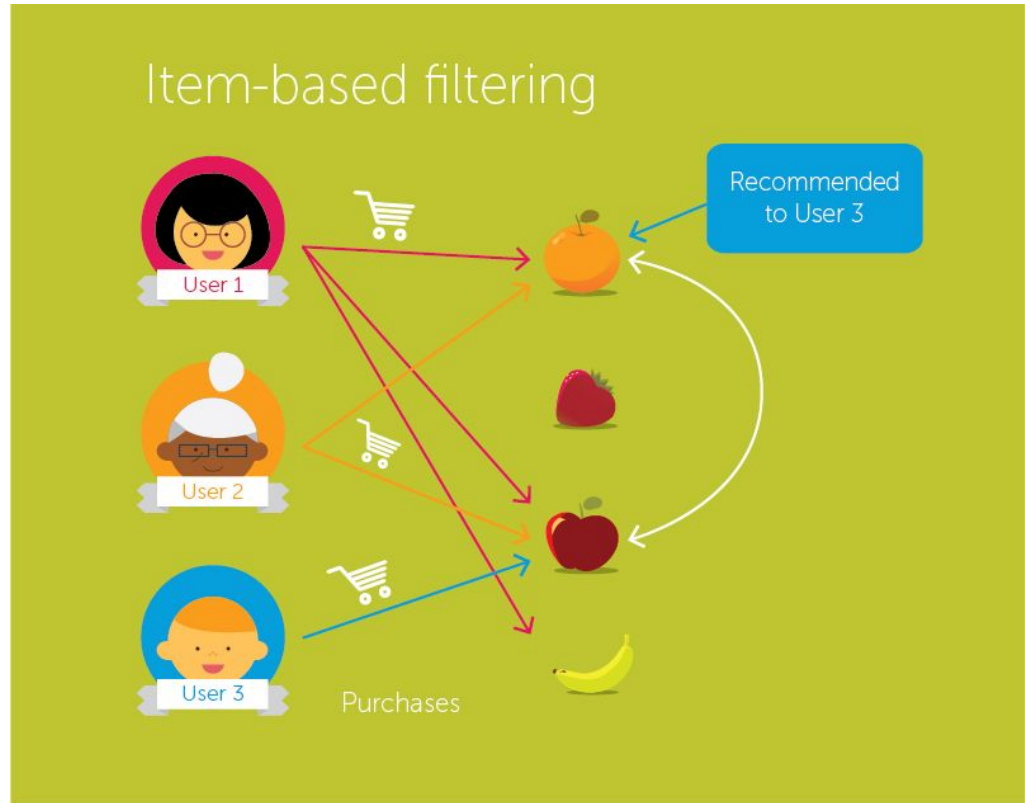 Item-based filtering
Recommended
to User 3
User 1
User 2
User 3
Purchases